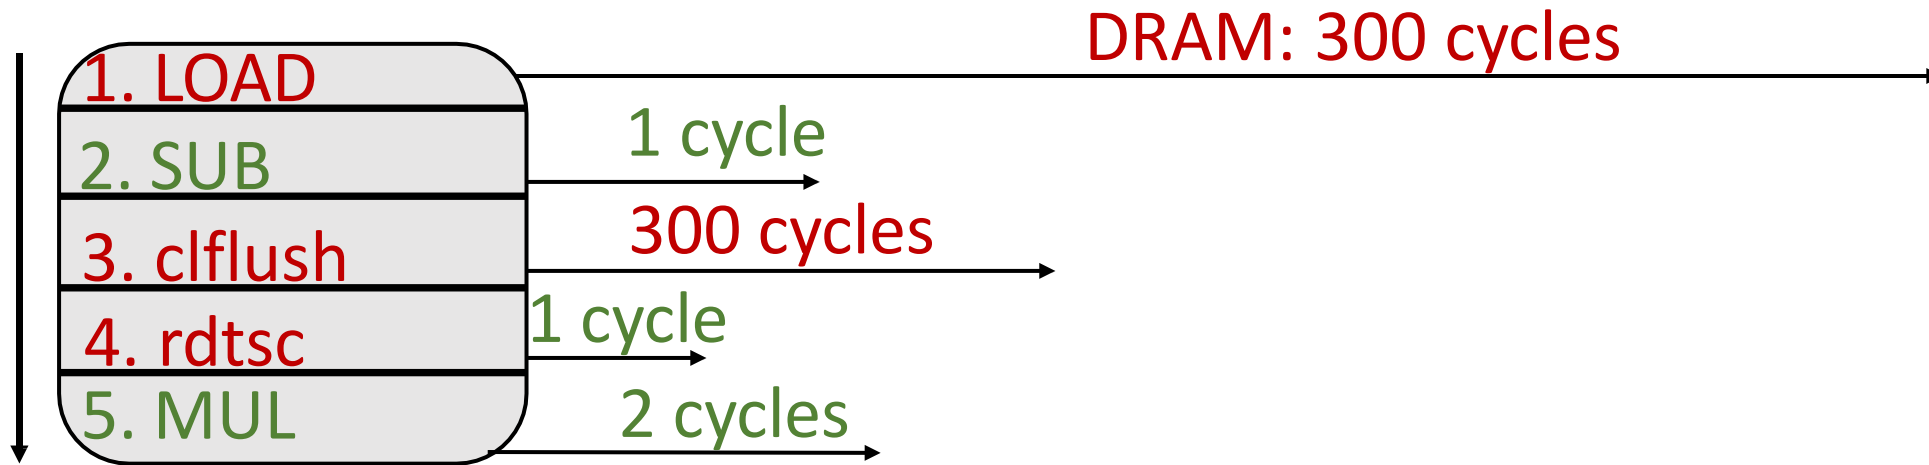 DRAM: 300 cycles
1. LOAD
1 cycle
2. SUB
300 cycles
3. clflush
1 cycle
4. rdtsc
2 cycles
5. MUL